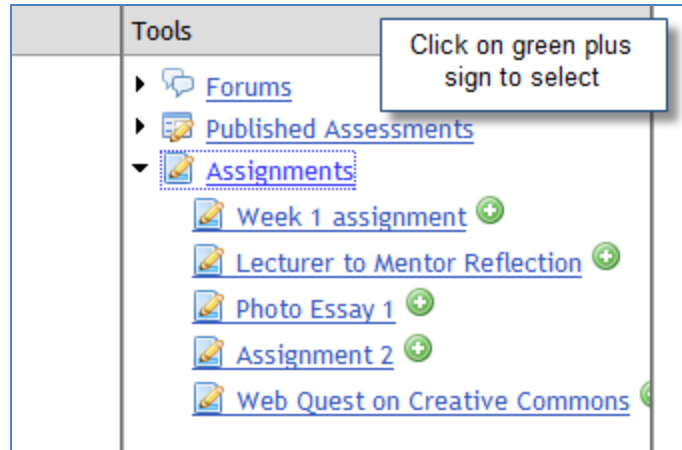 Tools
Click on green plus
sign to select
Forums
Published Assessments
Assignments
Week 1 assignment
Lecturer to Mentor Reflection
Photo Essay 1
Assignment 2
Web Quest on Creative Commons